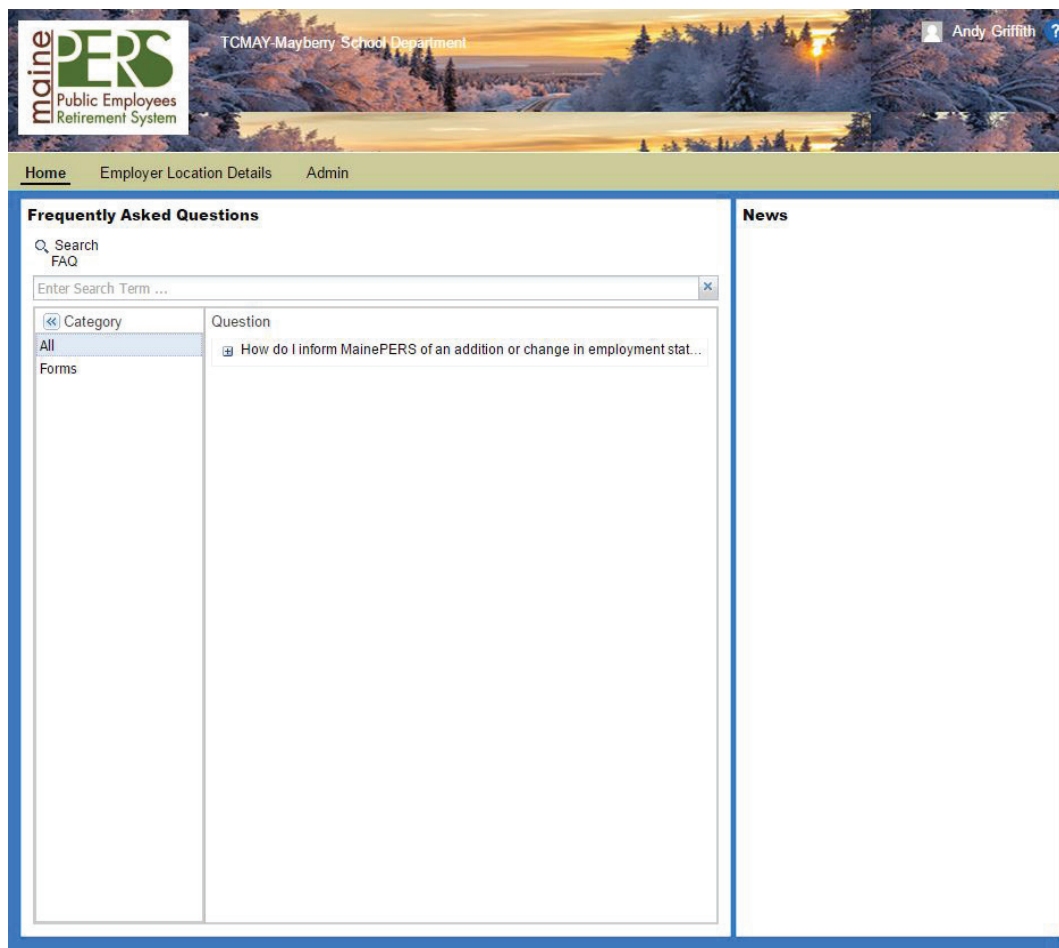 maine
PERS
Public Employees
Retirement System
TCMAY-Mayberry School Department
Andy Griffith ?
Home Employer Location Details Admin
Frequently Asked Questions
Search
FAQ
Enter Search Term ...
Category Question
All
How do I inform MainePERS of an addition or change in employment stat...
Forms
News